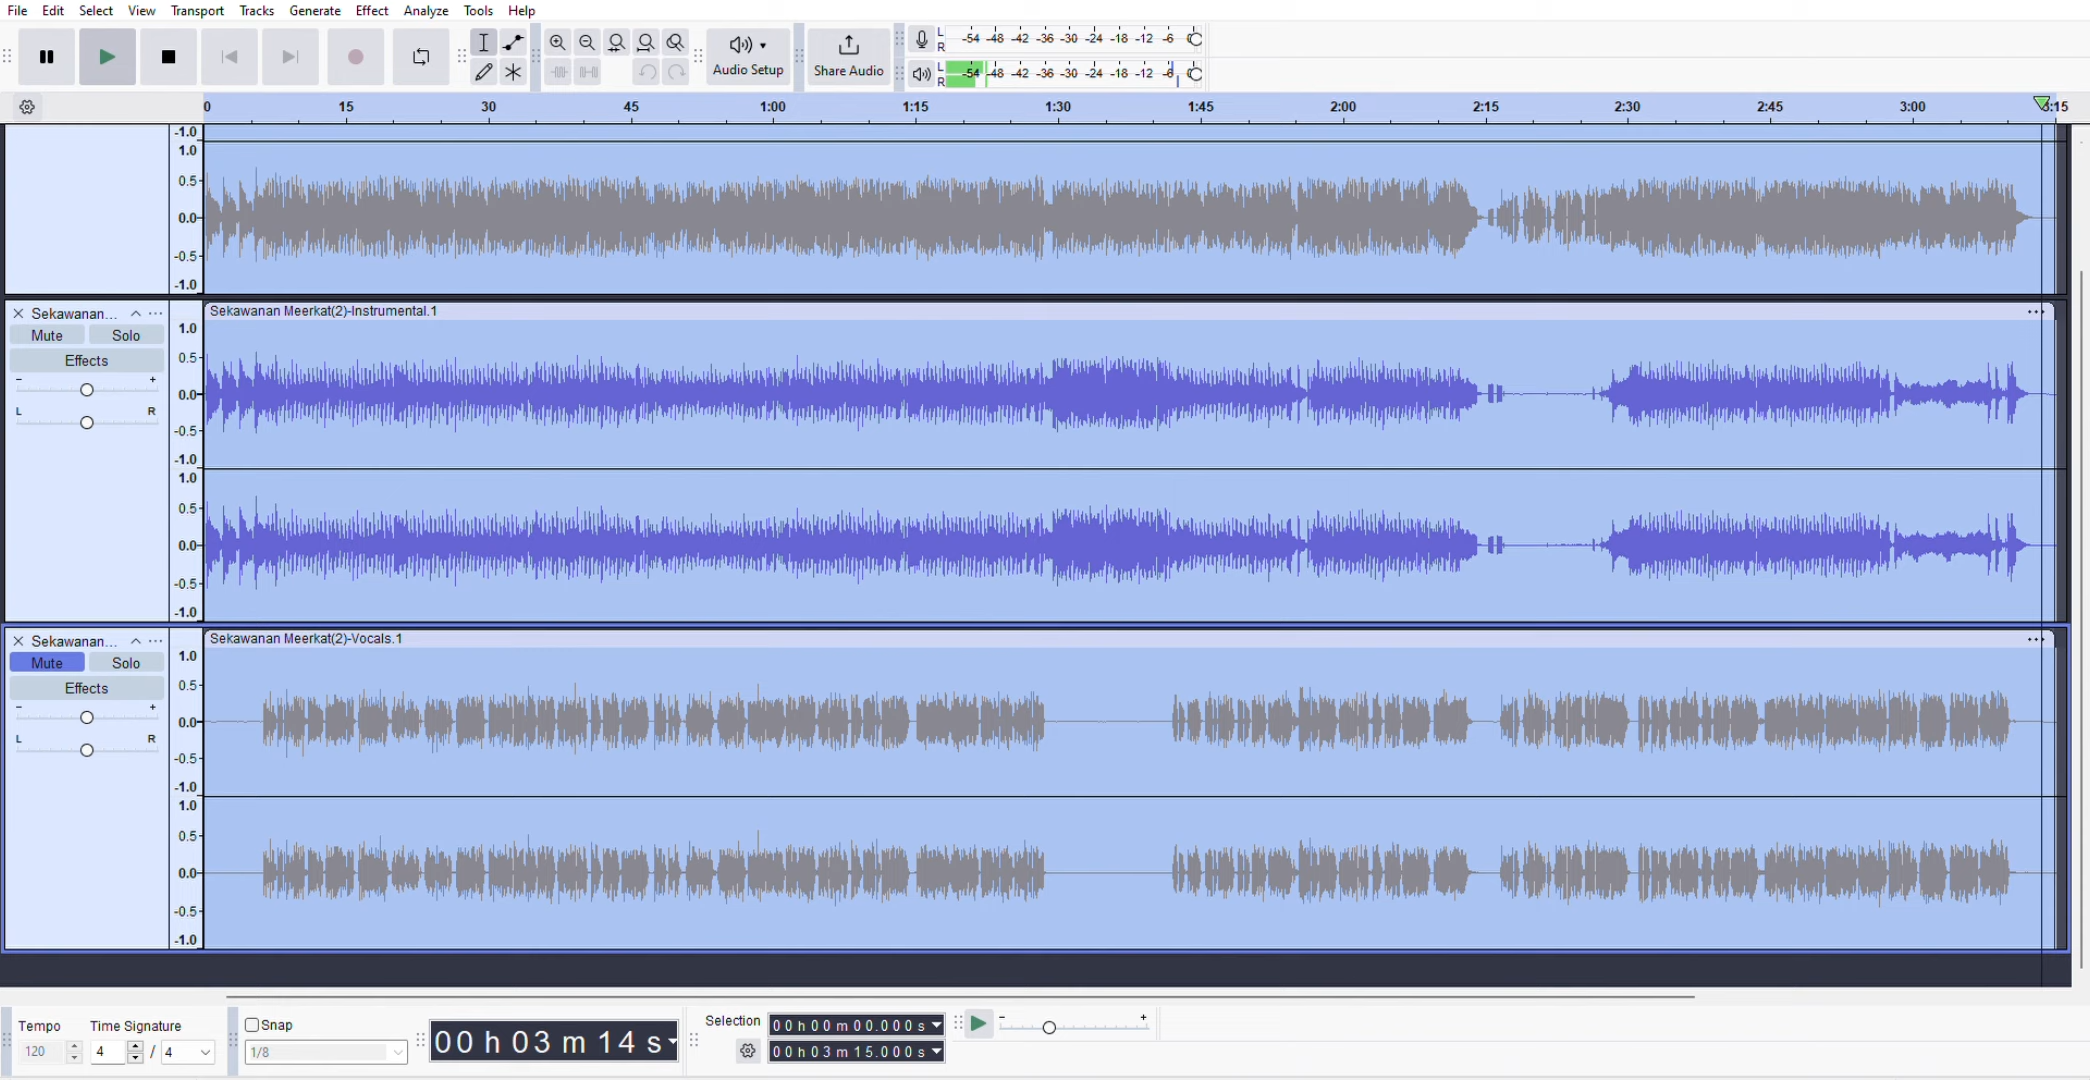 File Edit Select View Transport Tracks Generate Effect Analyze Tools Help
Audio Setup
Share Audio
L
R
-54 -48 -42 -36 -30 -24 -18 -12 -6 0
L
R
-54 -48 -42 -36 -30 -24 -18 -12 -6 0
0 15 30 45 1:00 1:15 1:30 1:45 2:00 2:15 2:30 2:45 3:00 3:15
-1.0
1.0
0.5
0.0
-0.5
-1.0
Sekawanan...
Mute Solo
Effects
- +
L R
Sekawanan Meerkat(2)-Instrumental.1
1.0
0.5
0.0
-0.5
-1.0
1.0
0.5
0.0
-0.5
-1.0
Sekawanan...
Mute Solo
Effects
- +
L R
Sekawanan Meerkat(2)-Vocals.1
1.0
0.5
0.0
-0.5
-1.0
1.0
0.5
0.0
-0.5
-1.0
Tempo
120
Time Signature
4 / 4
Snap
1/8
00 h 03 m 14 s
Selection
00h00m00.000s
00h03m15.000s
- +